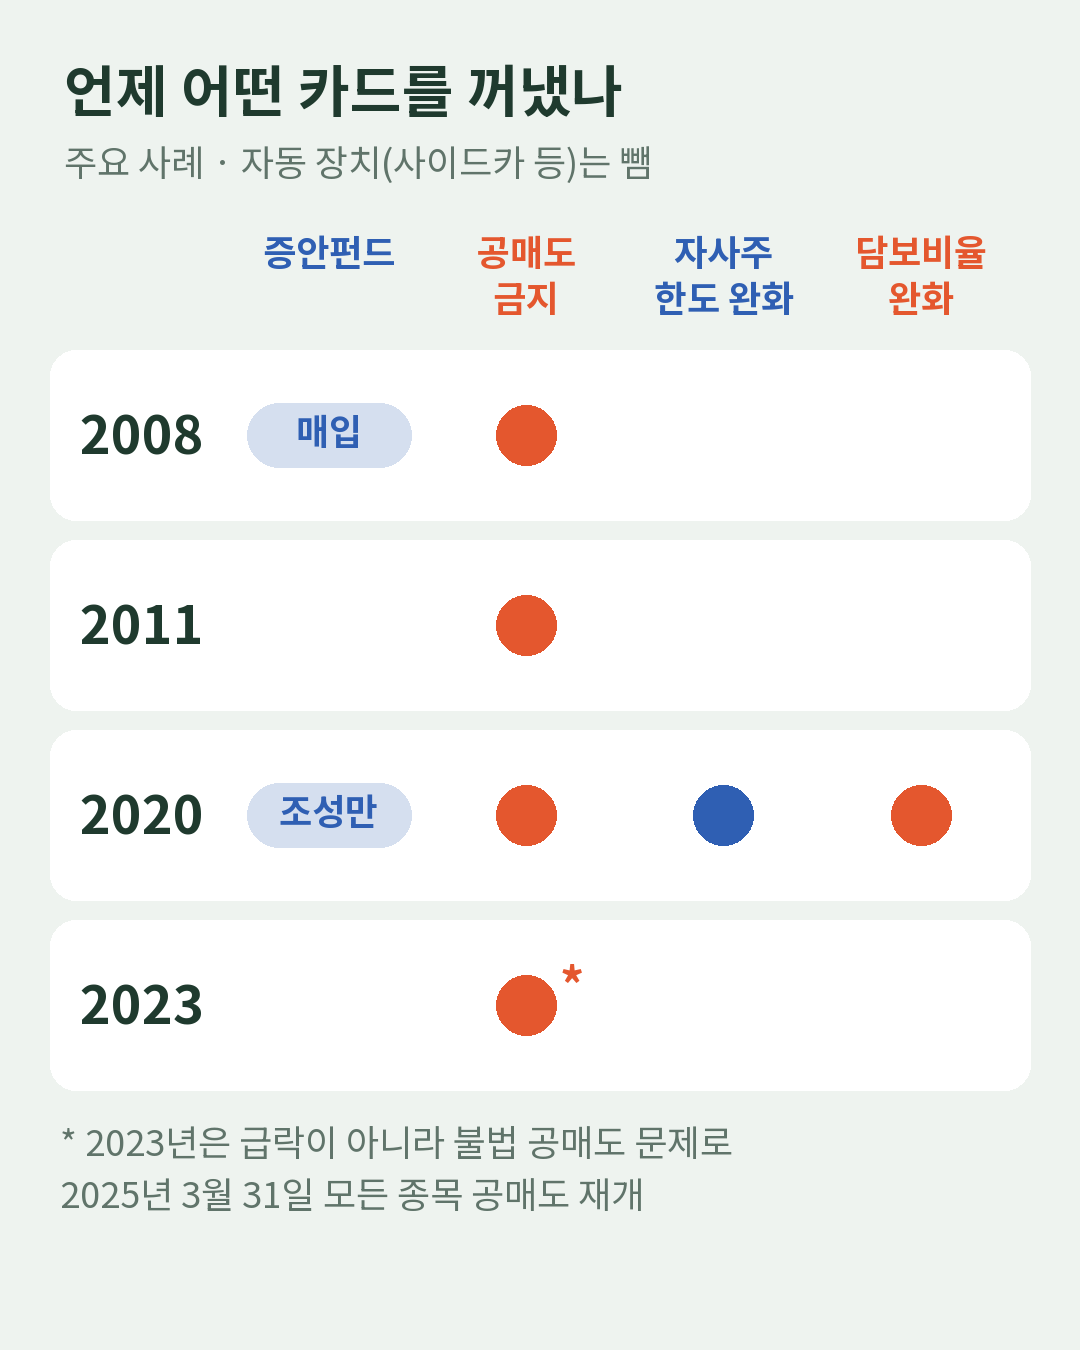 언제 어떤 카드를 꺼냈나
주요 사례 · 자동 장치(사이드카 등)는 뺌
증안펀드 공매도 금지 자사주 한도 완화 담보비율 완화
2008 매입
2011
2020 조성만
2023 *
* 2023년은 급락이 아니라 불법 공매도 문제로
2025년 3월 31일 모든 종목 공매도 재개